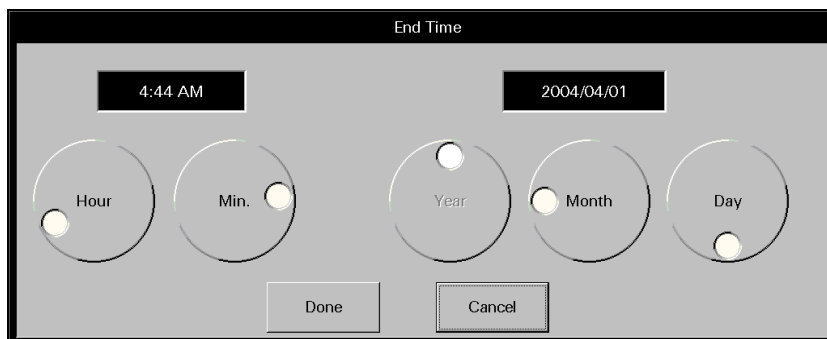 End Time
4:44 AM
2004/04/01
Hour
Min.
Year
Month
Day
Done
Cancel